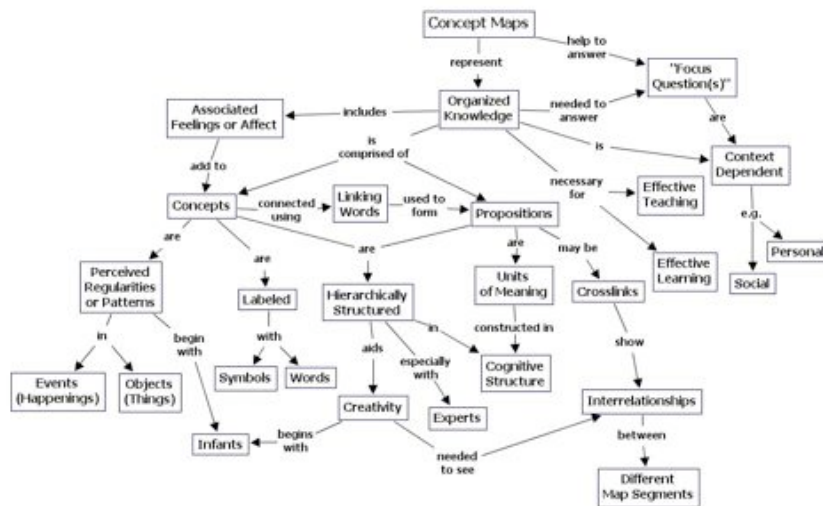 Concept Maps
help to
answer
represent
"Focus
Question(s)"
Associated
Feelings or Affect
includes
Organized
Knowledge
needed to
answer
are
is
comprised of
is
Context
Dependent
add to
necessary
for
Effective
Teaching
Concepts
connected
using
Linking
Words
used to
form
Propositions
e.g.
Personal
are
are
are
are
may be
Effective
Learning
Social
Perceived
Regularities
or Patterns
Labeled
Hierarchically
Structured
Units
of Meaning
Crosslinks
in
begin
with
with
aids
in
constructed in
show
especially
with
Events
(Happenings)
Objects
(Things)
Symbols
Words
Cognitive
Structure
Creativity
Experts
Interrelationships
Infants
begins
with
needed
to see
between
Different
Map Segments